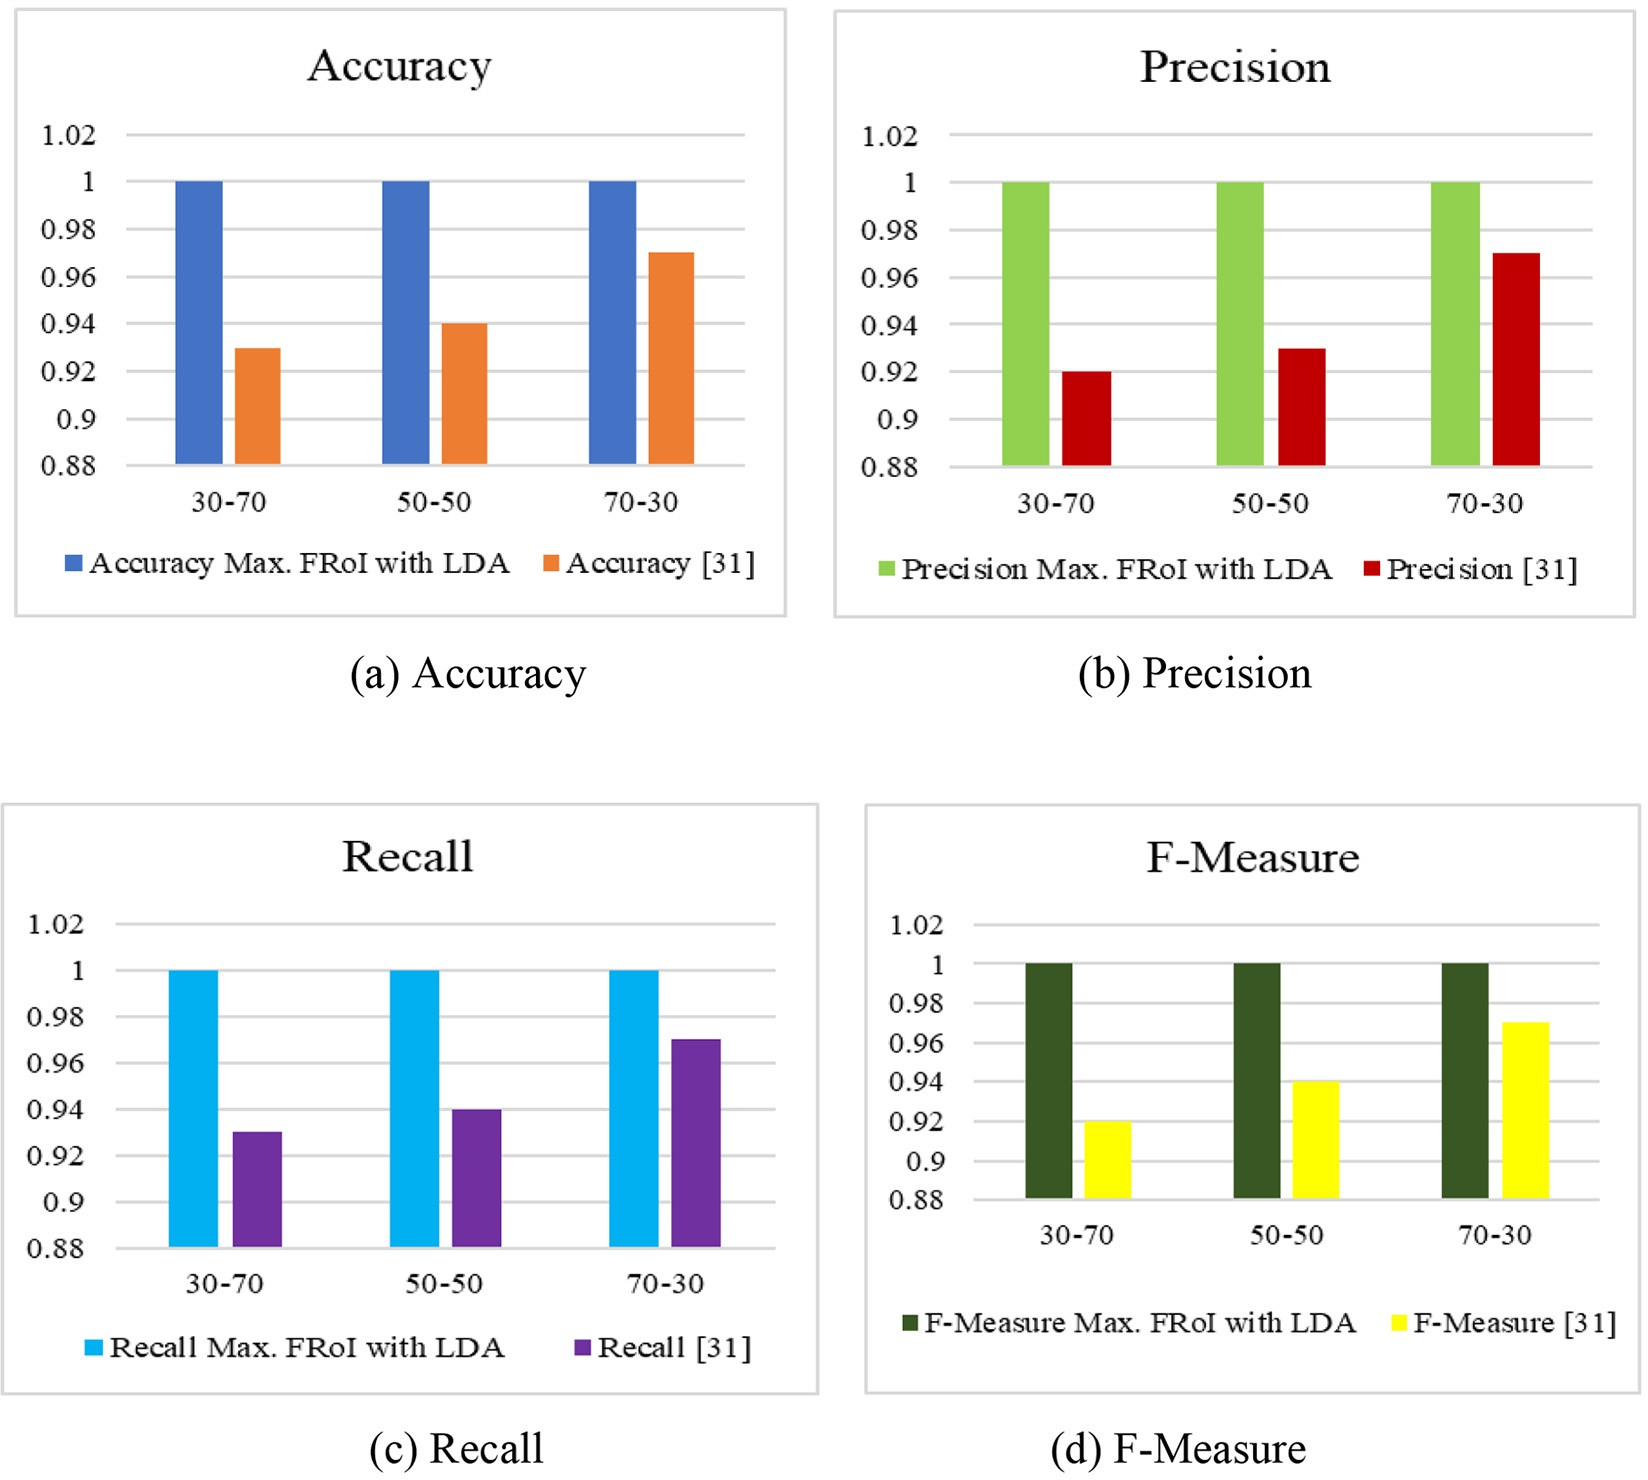 Accuracy
1.02
1
0.98
0.96
0.94
0.92
0.9
0.88
30-70 50-50 70-30
Accuracy Max. FRoI with LDA Accuracy [31]
(a) Accuracy
Precision
1.02
1
0.98
0.96
0.94
0.92
0.9
0.88
30-70 50-50 70-30
Precision Max. FRoI with LDA Precision [31]
(b) Precision
Recall
1.02
1
0.98
0.96
0.94
0.92
0.9
0.88
30-70 50-50 70-30
Recall Max. FRoI with LDA Recall [31]
(c) Recall
F-Measure
1.02
1
0.98
0.96
0.94
0.92
0.9
0.88
30-70 50-50 70-30
F-Measure Max. FRoI with LDA F-Measure [31]
(d) F-Measure